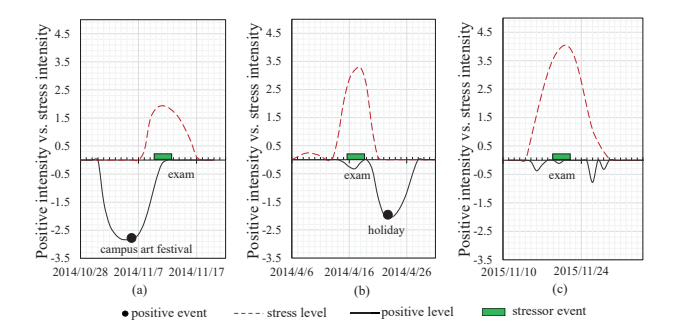 Positive intensity vs. stress intensity
4.5
3.5
2.5
1.5
0.5
-0.5
-1.5
-2.5
-3.5
exam
campus art festival
2014/10/28 2014/11/7 2014/11/17
(a)
Positive intensity vs. stress intensity
4.5
3.5
2.5
1.5
0.5
-0.5
-1.5
-2.5
-3.5
exam
holiday
2014/4/6 2014/4/16 2014/4/26
(b)
Positive intensity vs. stress intensity
4.5
3.5
2.5
1.5
0.5
-0.5
-1.5
-2.5
-3.5
exam
2015/11/10 2015/11/24
(c)
positive event stress level positive level stressor event